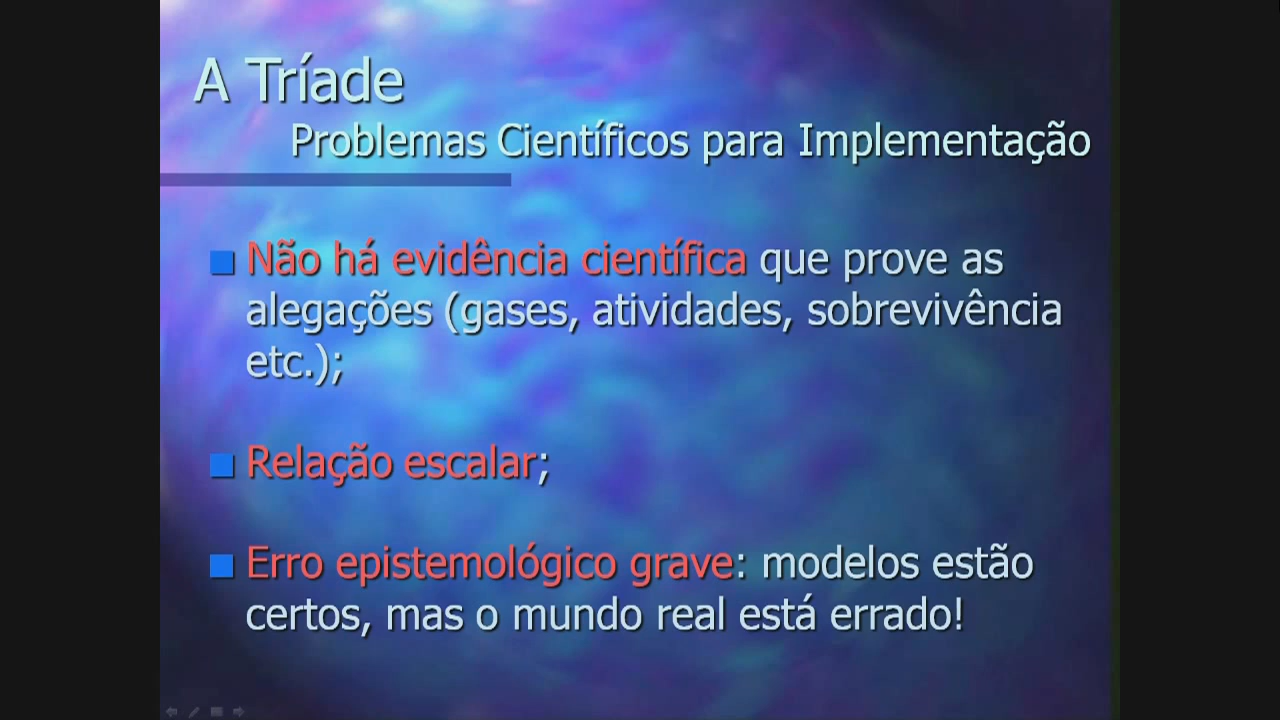 A Tríade
Problemas Científicos para Implementação
Não há evidência científica que prove as
alegações (gases, atividades, sobrevivência
etc.);
Relação escalar;
Erro epistemológico grave: modelos estão
certos, mas o mundo real está errado!